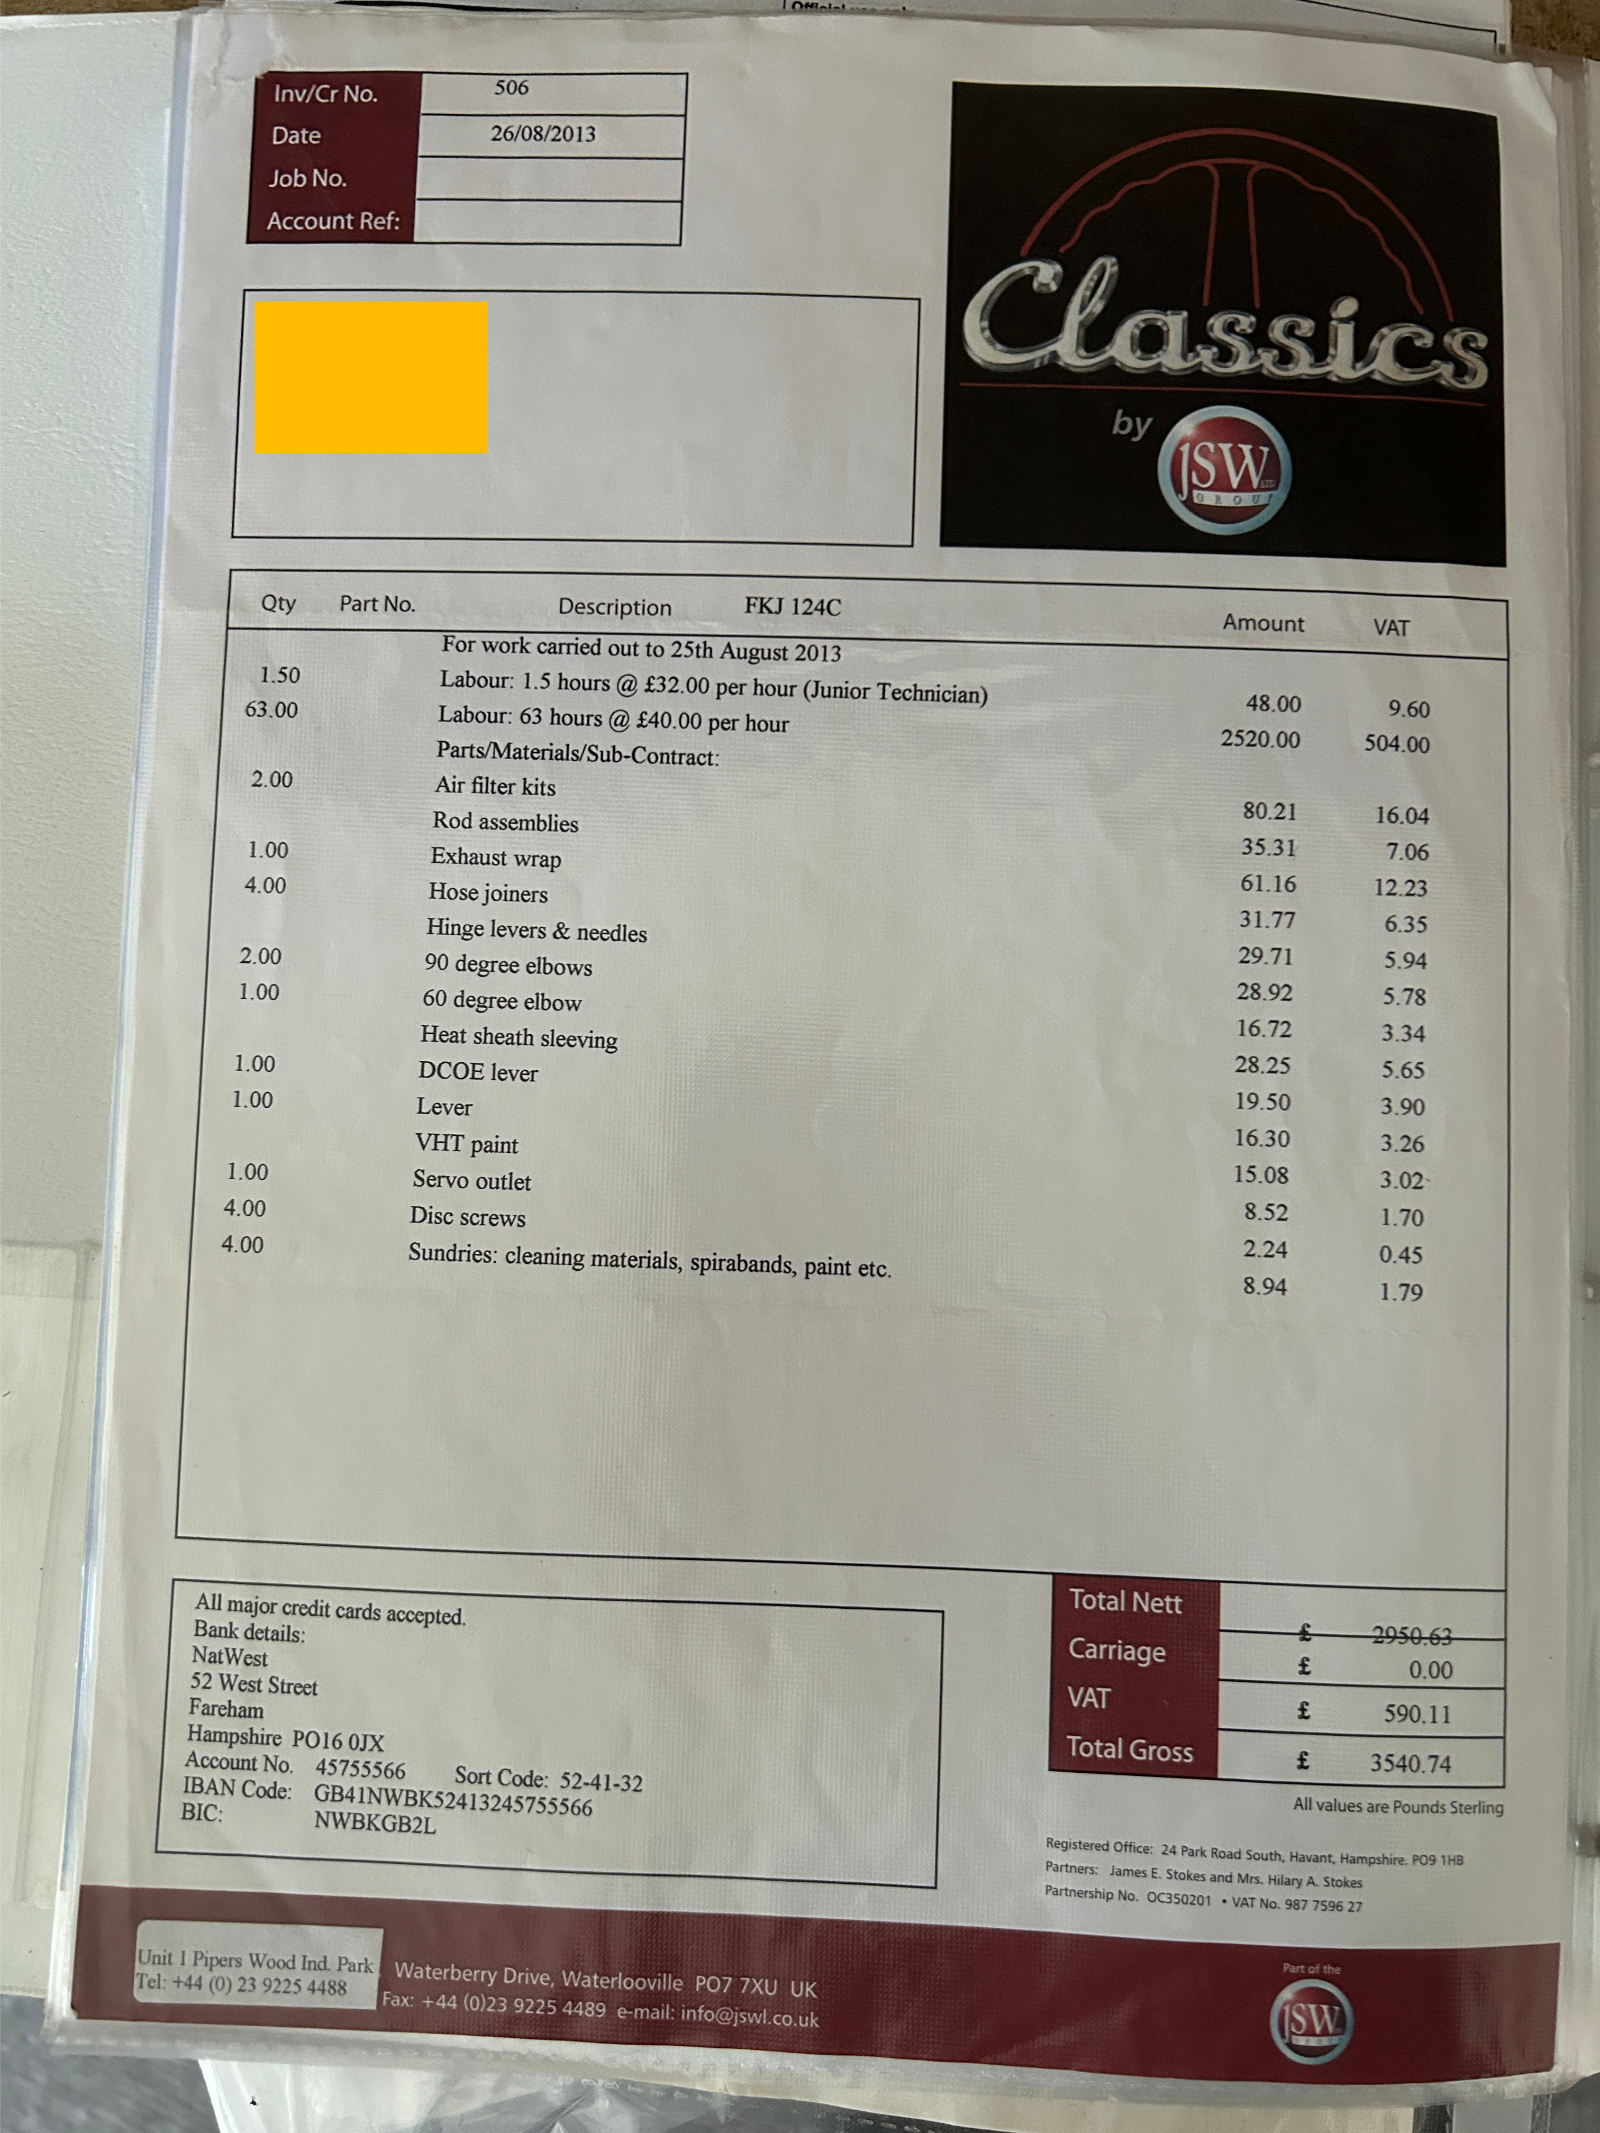 Official use only
Inv/Cr No. 506
Date 26/08/2013
Job No.
Account Ref:
Classics
by
JSW LTD
GROUP
Qty Part No. Description FKJ 124C Amount VAT
For work carried out to 25th August 2013
1.50 Labour: 1.5 hours @ £32.00 per hour (Junior Technician) 48.00 9.60
63.00 Labour: 63 hours @ £40.00 per hour 2520.00 504.00
Parts/Materials/Sub-Contract:
2.00 Air filter kits 80.21 16.04
Rod assemblies 35.31 7.06
1.00 Exhaust wrap 61.16 12.23
4.00 Hose joiners 31.77 6.35
Hinge levers & needles 29.71 5.94
2.00 90 degree elbows 28.92 5.78
1.00 60 degree elbow 16.72 3.34
Heat sheath sleeving 28.25 5.65
1.00 DCOE lever 19.50 3.90
1.00 Lever 16.30 3.26
VHT paint 15.08 3.02
1.00 Servo outlet 8.52 1.70
4.00 Disc screws 2.24 0.45
4.00 Sundries: cleaning materials, spirabands, paint etc. 8.94 1.79
All major credit cards accepted.
Bank details:
NatWest
52 West Street
Fareham
Hampshire PO16 0JX
Account No. 45755566 Sort Code: 52-41-32
IBAN Code: GB41NWBK52413245755566
BIC: NWBKGB2L
Total Nett £ 2950.63
Carriage £ 0.00
VAT £ 590.11
Total Gross £ 3540.74
All values are Pounds Sterling
Registered Office: 24 Park Road South, Havant, Hampshire. PO9 1HB
Partners: James E. Stokes and Mrs. Hilary A. Stokes
Partnership No. OC350201 • VAT No. 987 7596 27
Unit 1 Pipers Wood Ind. Park Waterberry Drive, Waterlooville PO7 7XU UK
Tel: +44 (0) 23 9225 4488 Fax: +44 (0)23 9225 4489 e-mail: info@jswl.co.uk
Part of the
JSW
GROUP